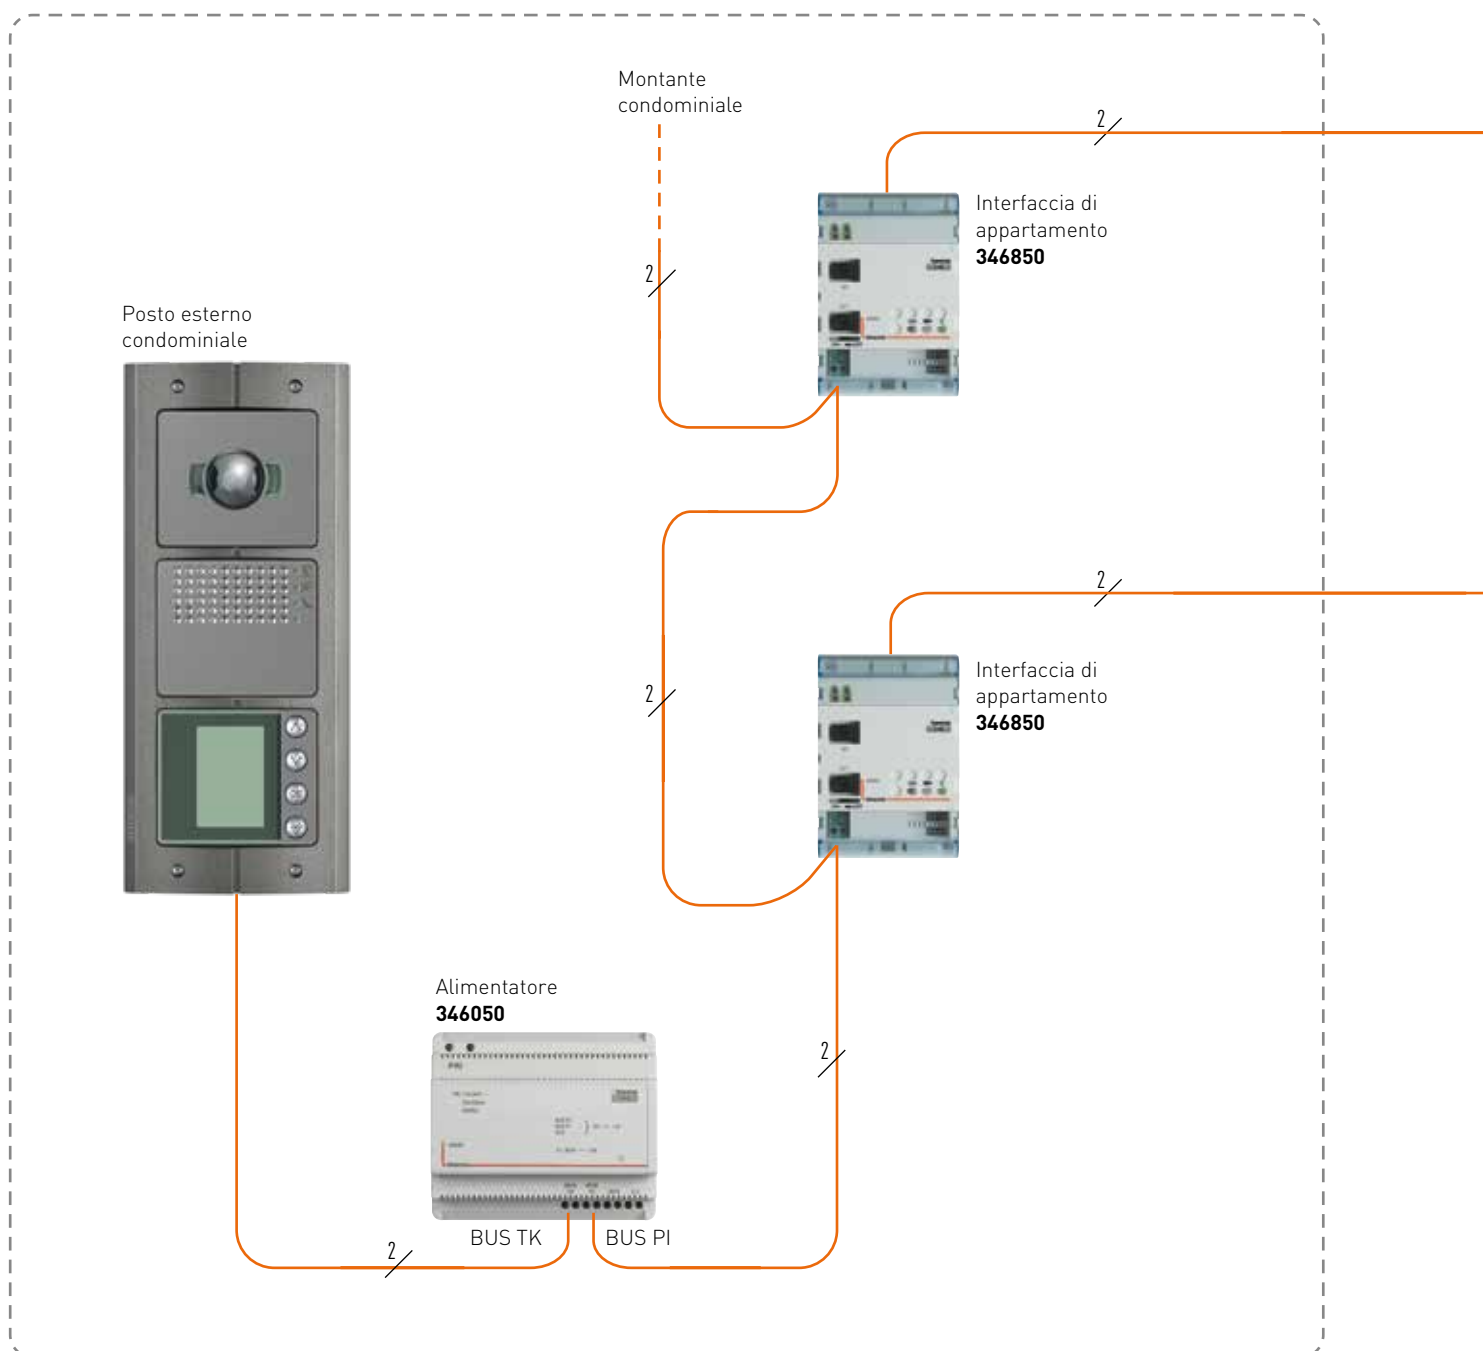 Montante
condominiale
2
Interfaccia di
appartamento
346850
2
Posto esterno
condominiale
2
Interfaccia di
appartamento
346850
2
Alimentatore
346050
2
BUS TK
BUS PI
2